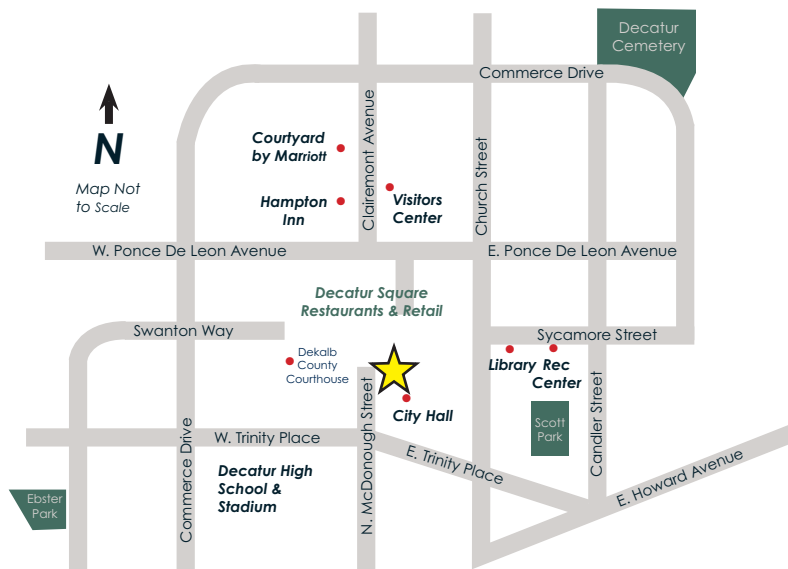 Decatur
Cemetery
Commerce Drive
N
Map Not
to Scale
Courtyard
by Marriott
Clairemont Avenue
Church Street
Hampton
Inn
Visitors
Center
W. Ponce De Leon Avenue
E. Ponce De Leon Avenue
Decatur Square
Restaurants & Retail
Swanton Way
Sycamore Street
Dekalb
County
Courthouse
Library
Rec
Center
City Hall
N. McDonough Street
Candler Street
Scott
Park
W. Trinity Place
E. Trinity Place
Commerce Drive
Decatur High
School &
Stadium
E. Howard Avenue
Ebster
Park